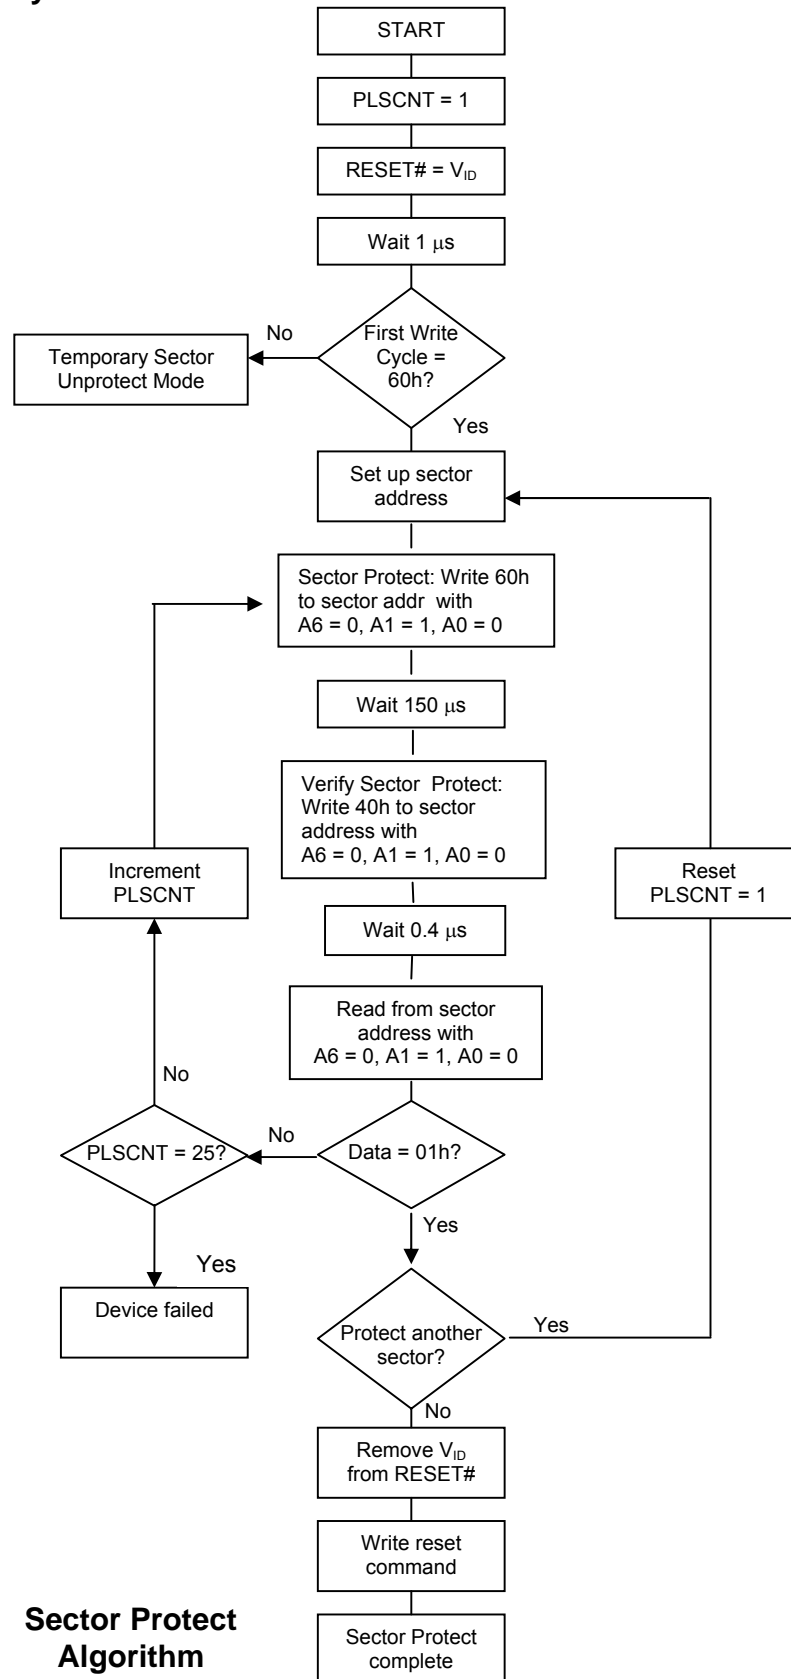 START
PLSCNT = 1
RESET# = VID
Wait 1 μs
First Write
Cycle =
60h?
No
Temporary Sector
Unprotect Mode
Yes
Set up sector
address
Sector Protect: Write 60h
to sector addr with
A6 = 0, A1 = 1, A0 = 0
Wait 150 μs
Verify Sector Protect:
Write 40h to sector
address with
A6 = 0, A1 = 1, A0 = 0
Increment
PLSCNT
Reset
PLSCNT = 1
Wait 0.4 μs
Read from sector
address with
A6 = 0, A1 = 1, A0 = 0
No
PLSCNT = 25?
No
Data = 01h?
Yes
Yes
Device failed
Protect another
sector?
Yes
No
Remove VID
from RESET#
Write reset
command
Sector Protect
complete
Sector Protect
Algorithm